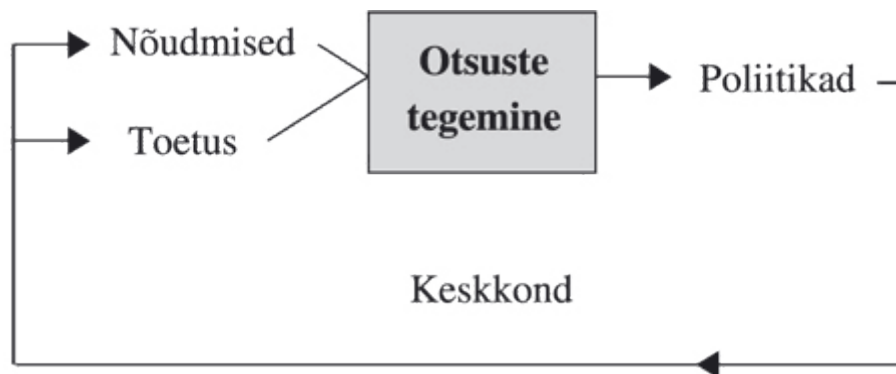 Nõudmised
Toetus
Otsuste
tegemine
Poliitikad
Keskkond